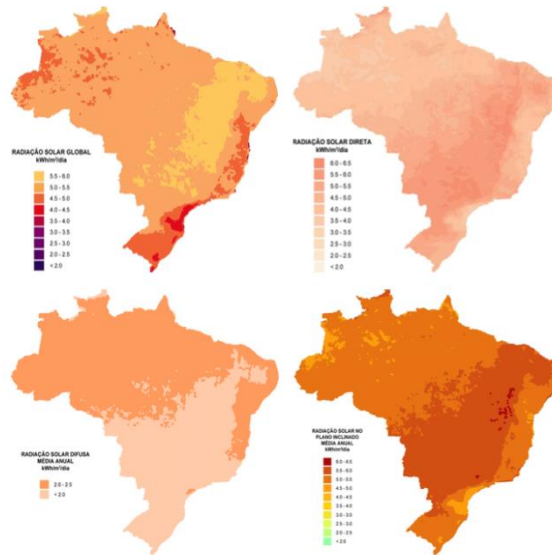 RADIAÇÃO SOLAR GLOBAL
kWh/m²/dia
5.5 - 6.0
5.0 - 5.5
4.5 - 5.0
4.0 - 4.5
3.5 - 4.0
3.0 - 3.5
2.5 - 3.0
2.0 - 2.5
< 2.0
RADIAÇÃO SOLAR DIRETA
kWh/m²/dia
6.0 - 6.5
5.5 - 6.0
5.0 - 5.5
4.5 - 5.0
4.0 - 4.5
3.5 - 4.0
3.0 - 3.5
2.5 - 3.0
2.0 - 2.5
< 2.0
RADIAÇÃO SOLAR DIFUSA
MÉDIA ANUAL
kWh/m²/dia
2.0 - 2.5
< 2.0
RADIAÇÃO SOLAR NO
PLANO INCLINADO
MÉDIA ANUAL
kWh/m²/dia
6.0 - 6.5
5.5 - 6.0
5.0 - 5.5
4.5 - 5.0
4.0 - 4.5
3.5 - 4.0
3.0 - 3.5
2.5 - 3.0
2.0 - 2.5
< 2.0